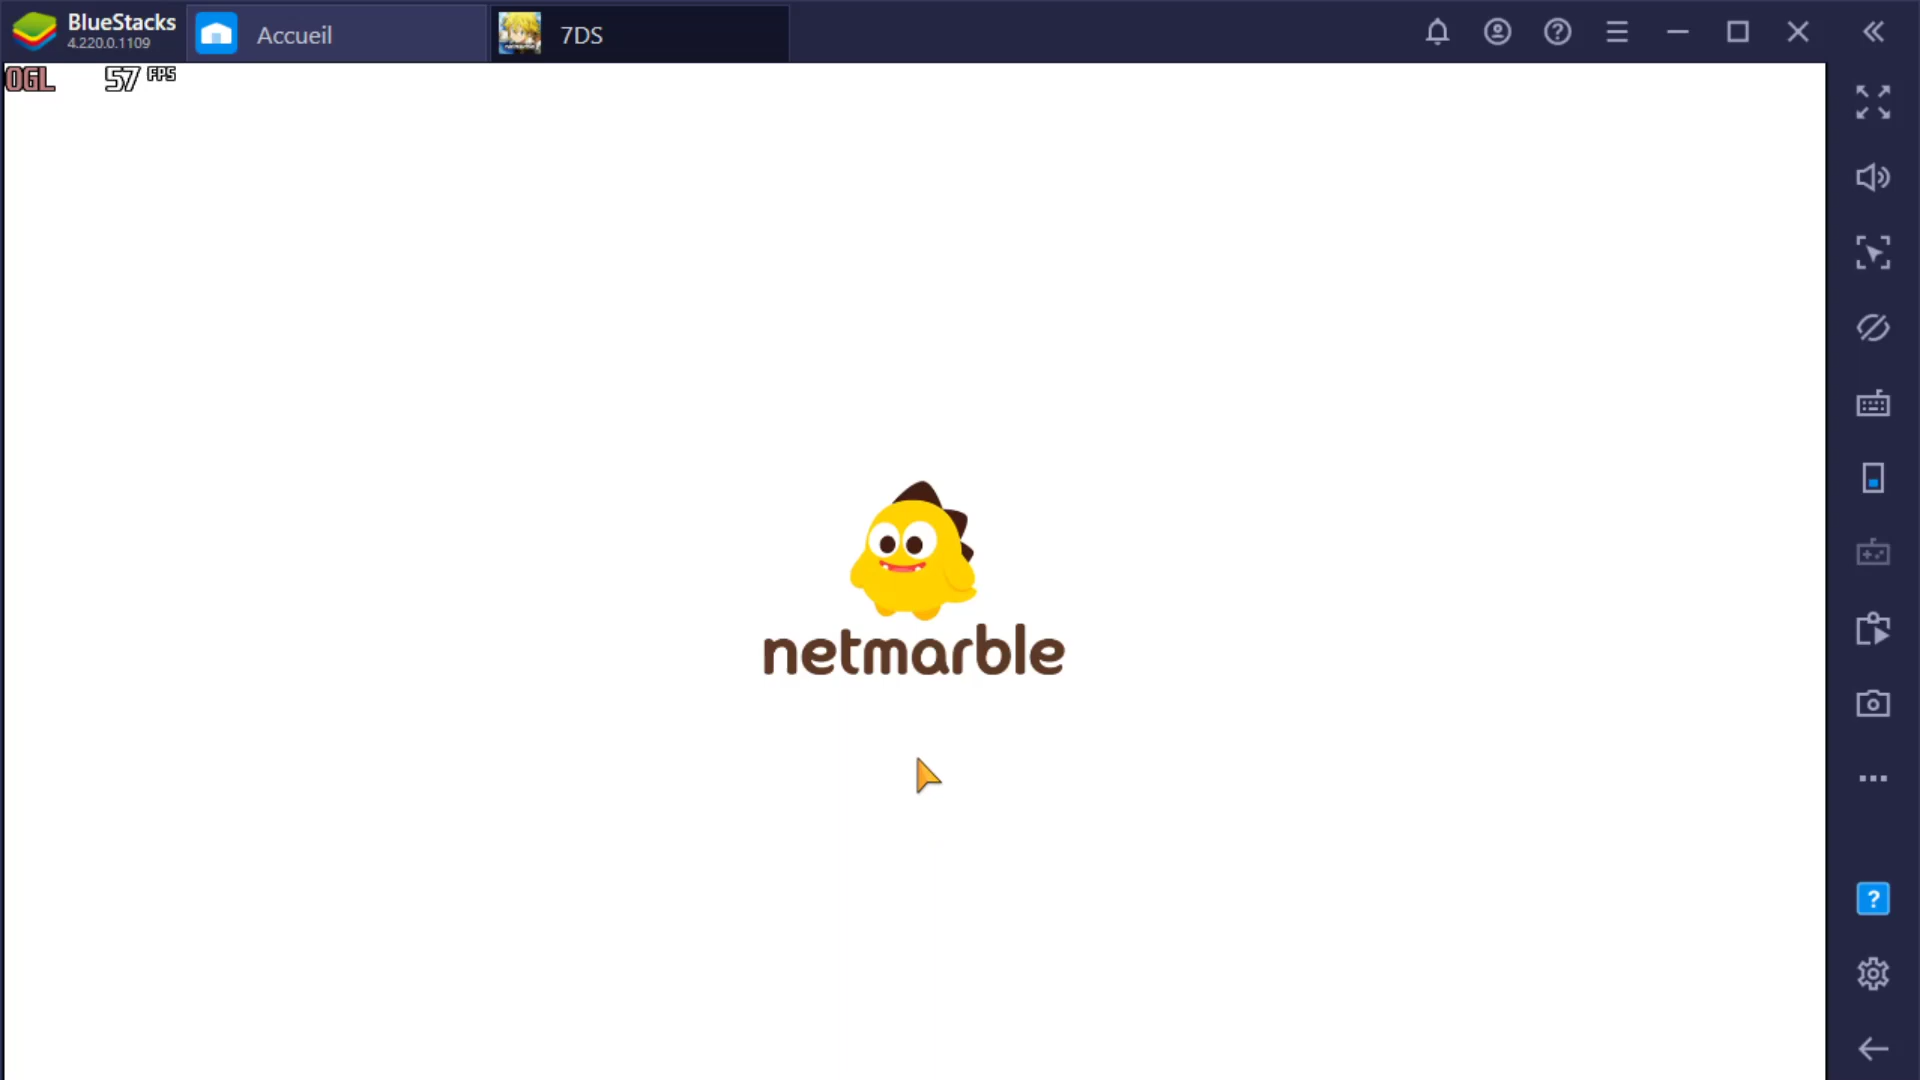 BlueStacks
4.220.0.1109
Accueil
7DS
OGL 57 FPS
netmarble